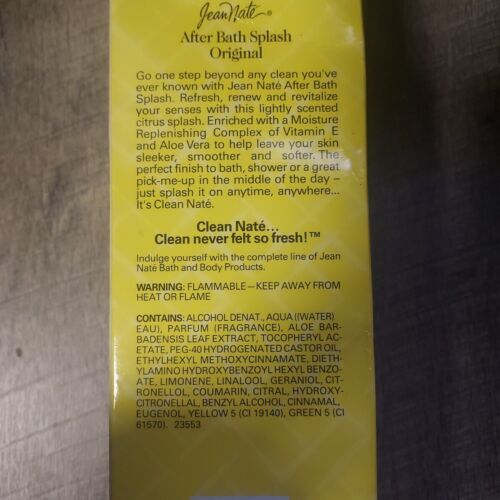 Jean Naté®
After Bath Splash
Original
Go one step beyond any clean you've
ever known with Jean Naté After Bath
Splash. Refresh, renew and revitalize
your senses with this lightly scented
citrus splash. Enriched with a Moisture
Replenishing Complex of Vitamin E
and Aloe Vera to help leave your skin
sleeker, smoother and softer. The
perfect finish to bath, shower or a great
pick-me-up in the middle of the day –
just splash it on anytime, anywhere...
It's Clean Naté.
Clean Naté...
Clean never felt so fresh!™
Indulge yourself with the complete line of Jean
Naté Bath and Body Products.
WARNING: FLAMMABLE—KEEP AWAY FROM
HEAT OR FLAME
CONTAINS: ALCOHOL DENAT., AQUA ((WATER)
EAU), PARFUM (FRAGRANCE), ALOE BAR-
BADENSIS LEAF EXTRACT, TOCOPHERYL AC-
ETATE, PEG-40 HYDROGENATED CASTOR OIL,
ETHYLHEXYL METHOXYCINNAMATE, DIETH-
YLAMINO HYDROXYBENZOYL HEXYL BENZO-
ATE, LIMONENE, LINALOOL, GERANIOL, CIT-
RONELLOL, COUMARIN, CITRAL, HYDROXY-
CITRONELLAL, BENZYL ALCOHOL, CINNAMAL,
EUGENOL, YELLOW 5 (CI 19140), GREEN 5 (CI
61570). 23553